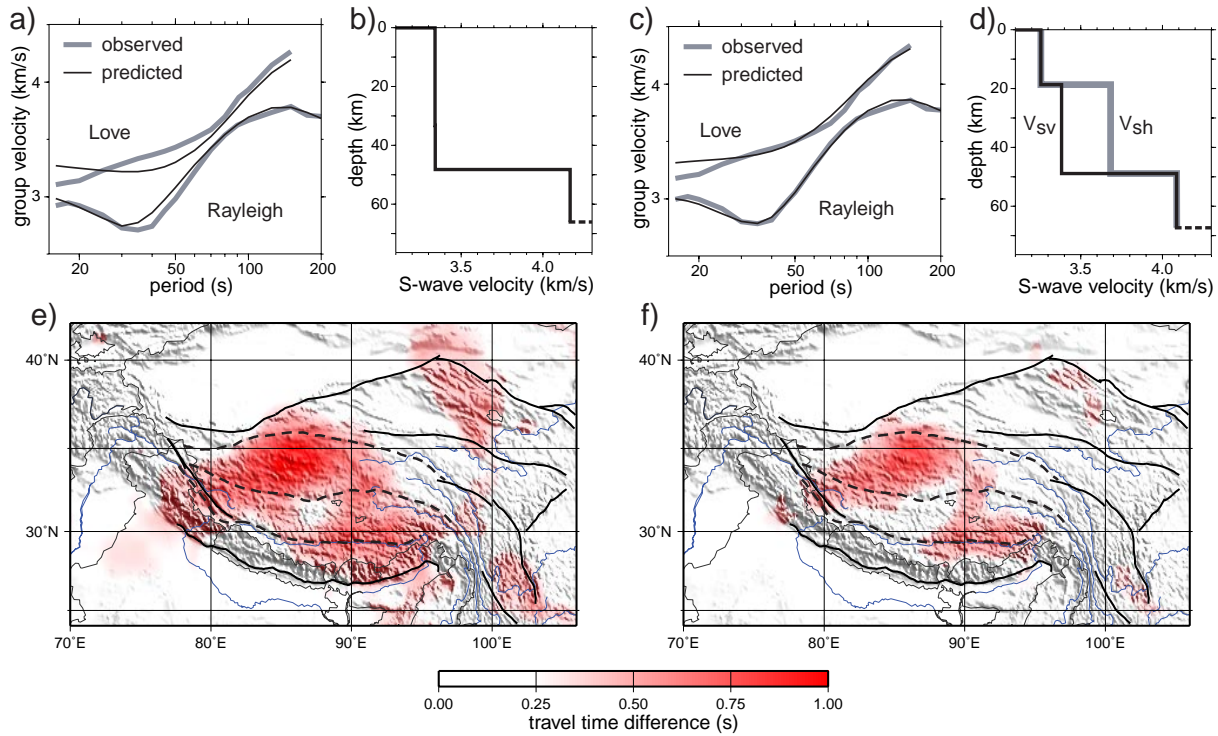 a)
observed
predicted
Love
Rayleigh
group velocity (km/s)
4
3
20
50
100
200
period (s)
b)
0
20
40
60
depth (km)
3.5
4.0
S-wave velocity (km/s)
c)
observed
predicted
Love
Rayleigh
group velocity (km/s)
4
3
20
50
100
200
period (s)
d)
0
20
40
60
depth (km)
Vsv
Vsh
3.5
4.0
S-wave velocity (km/s)
e)
40°N
30°N
70°E
80°E
90°E
100°E
f)
40°N
30°N
70°E
80°E
90°E
100°E
0.00
0.25
0.50
0.75
1.00
travel time difference (s)